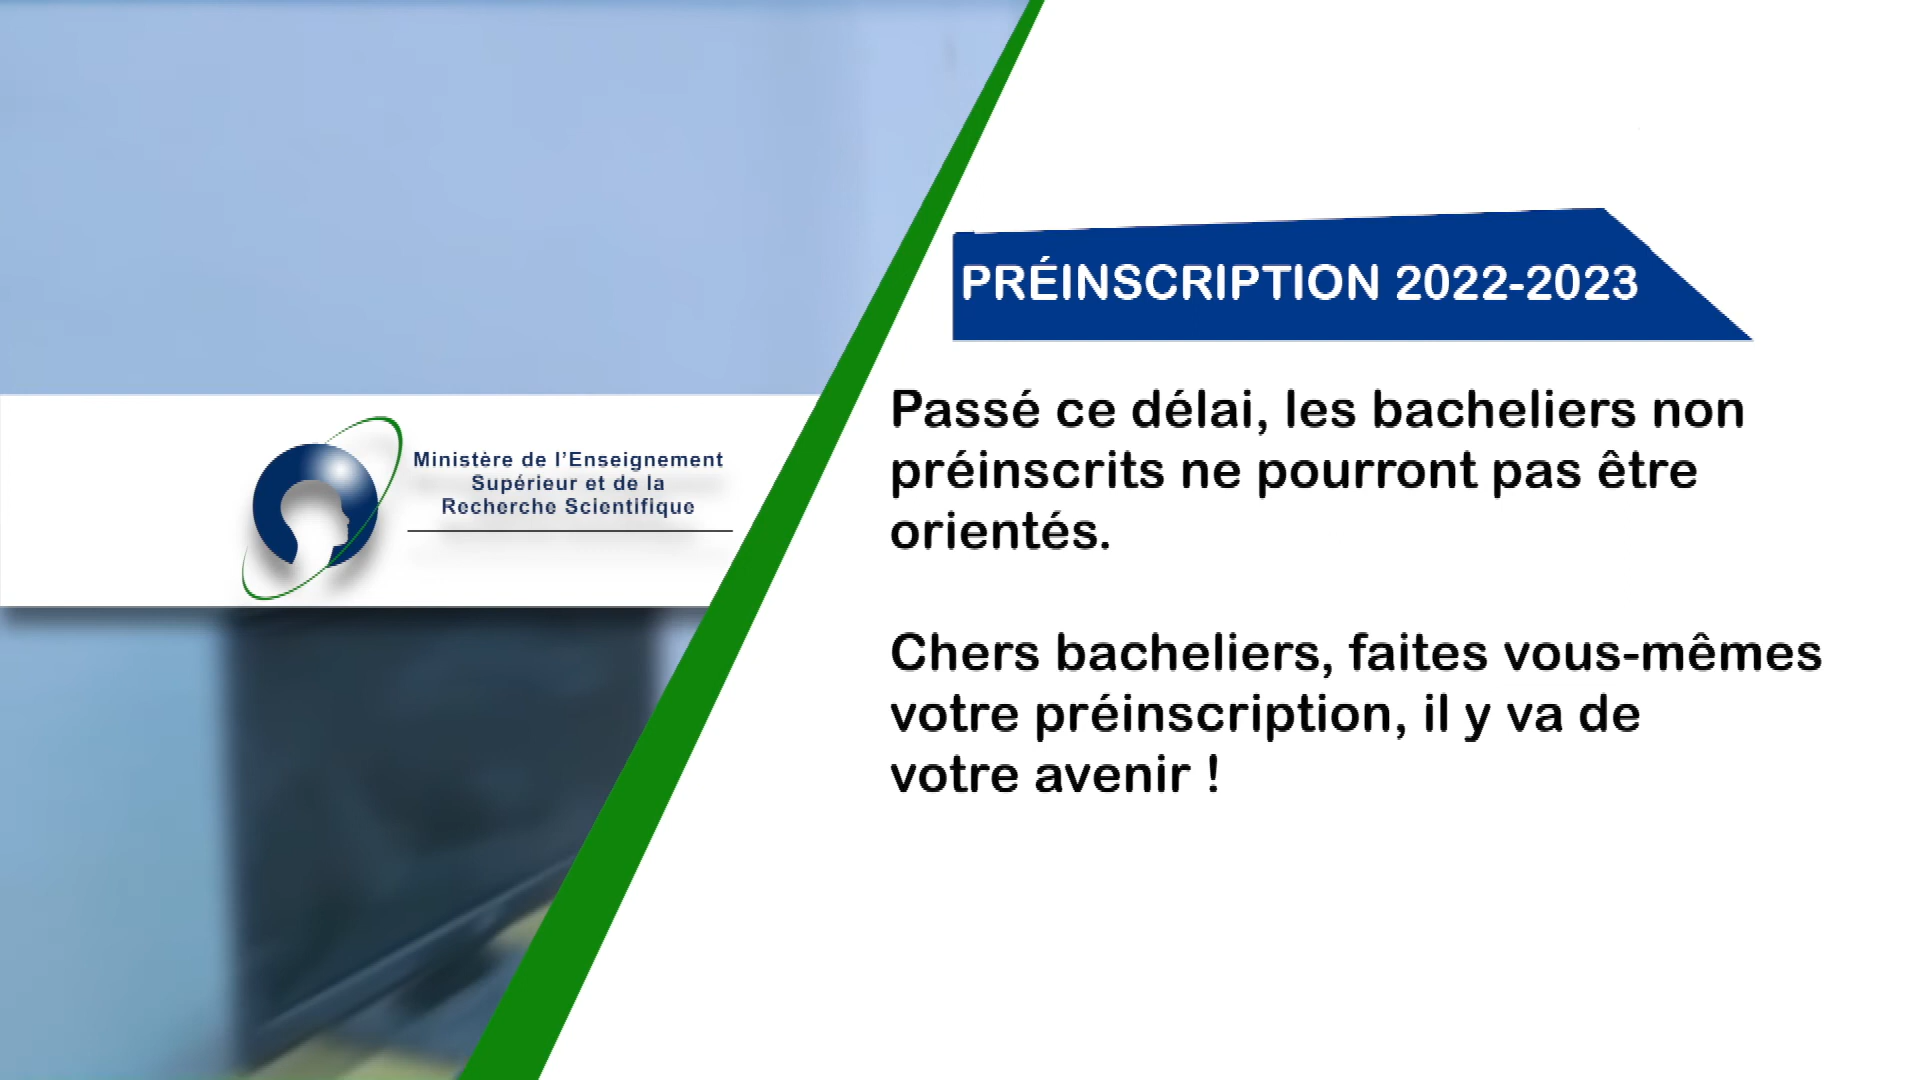 Ministère de l’Enseignement
Supérieur et de la
Recherche Scientifique
PRÉINSCRIPTION 2022-2023
Passé ce délai, les bacheliers non
préinscrits ne pourront pas être
orientés.
Chers bacheliers, faites vous-mêmes
votre préinscription, il y va de
votre avenir !